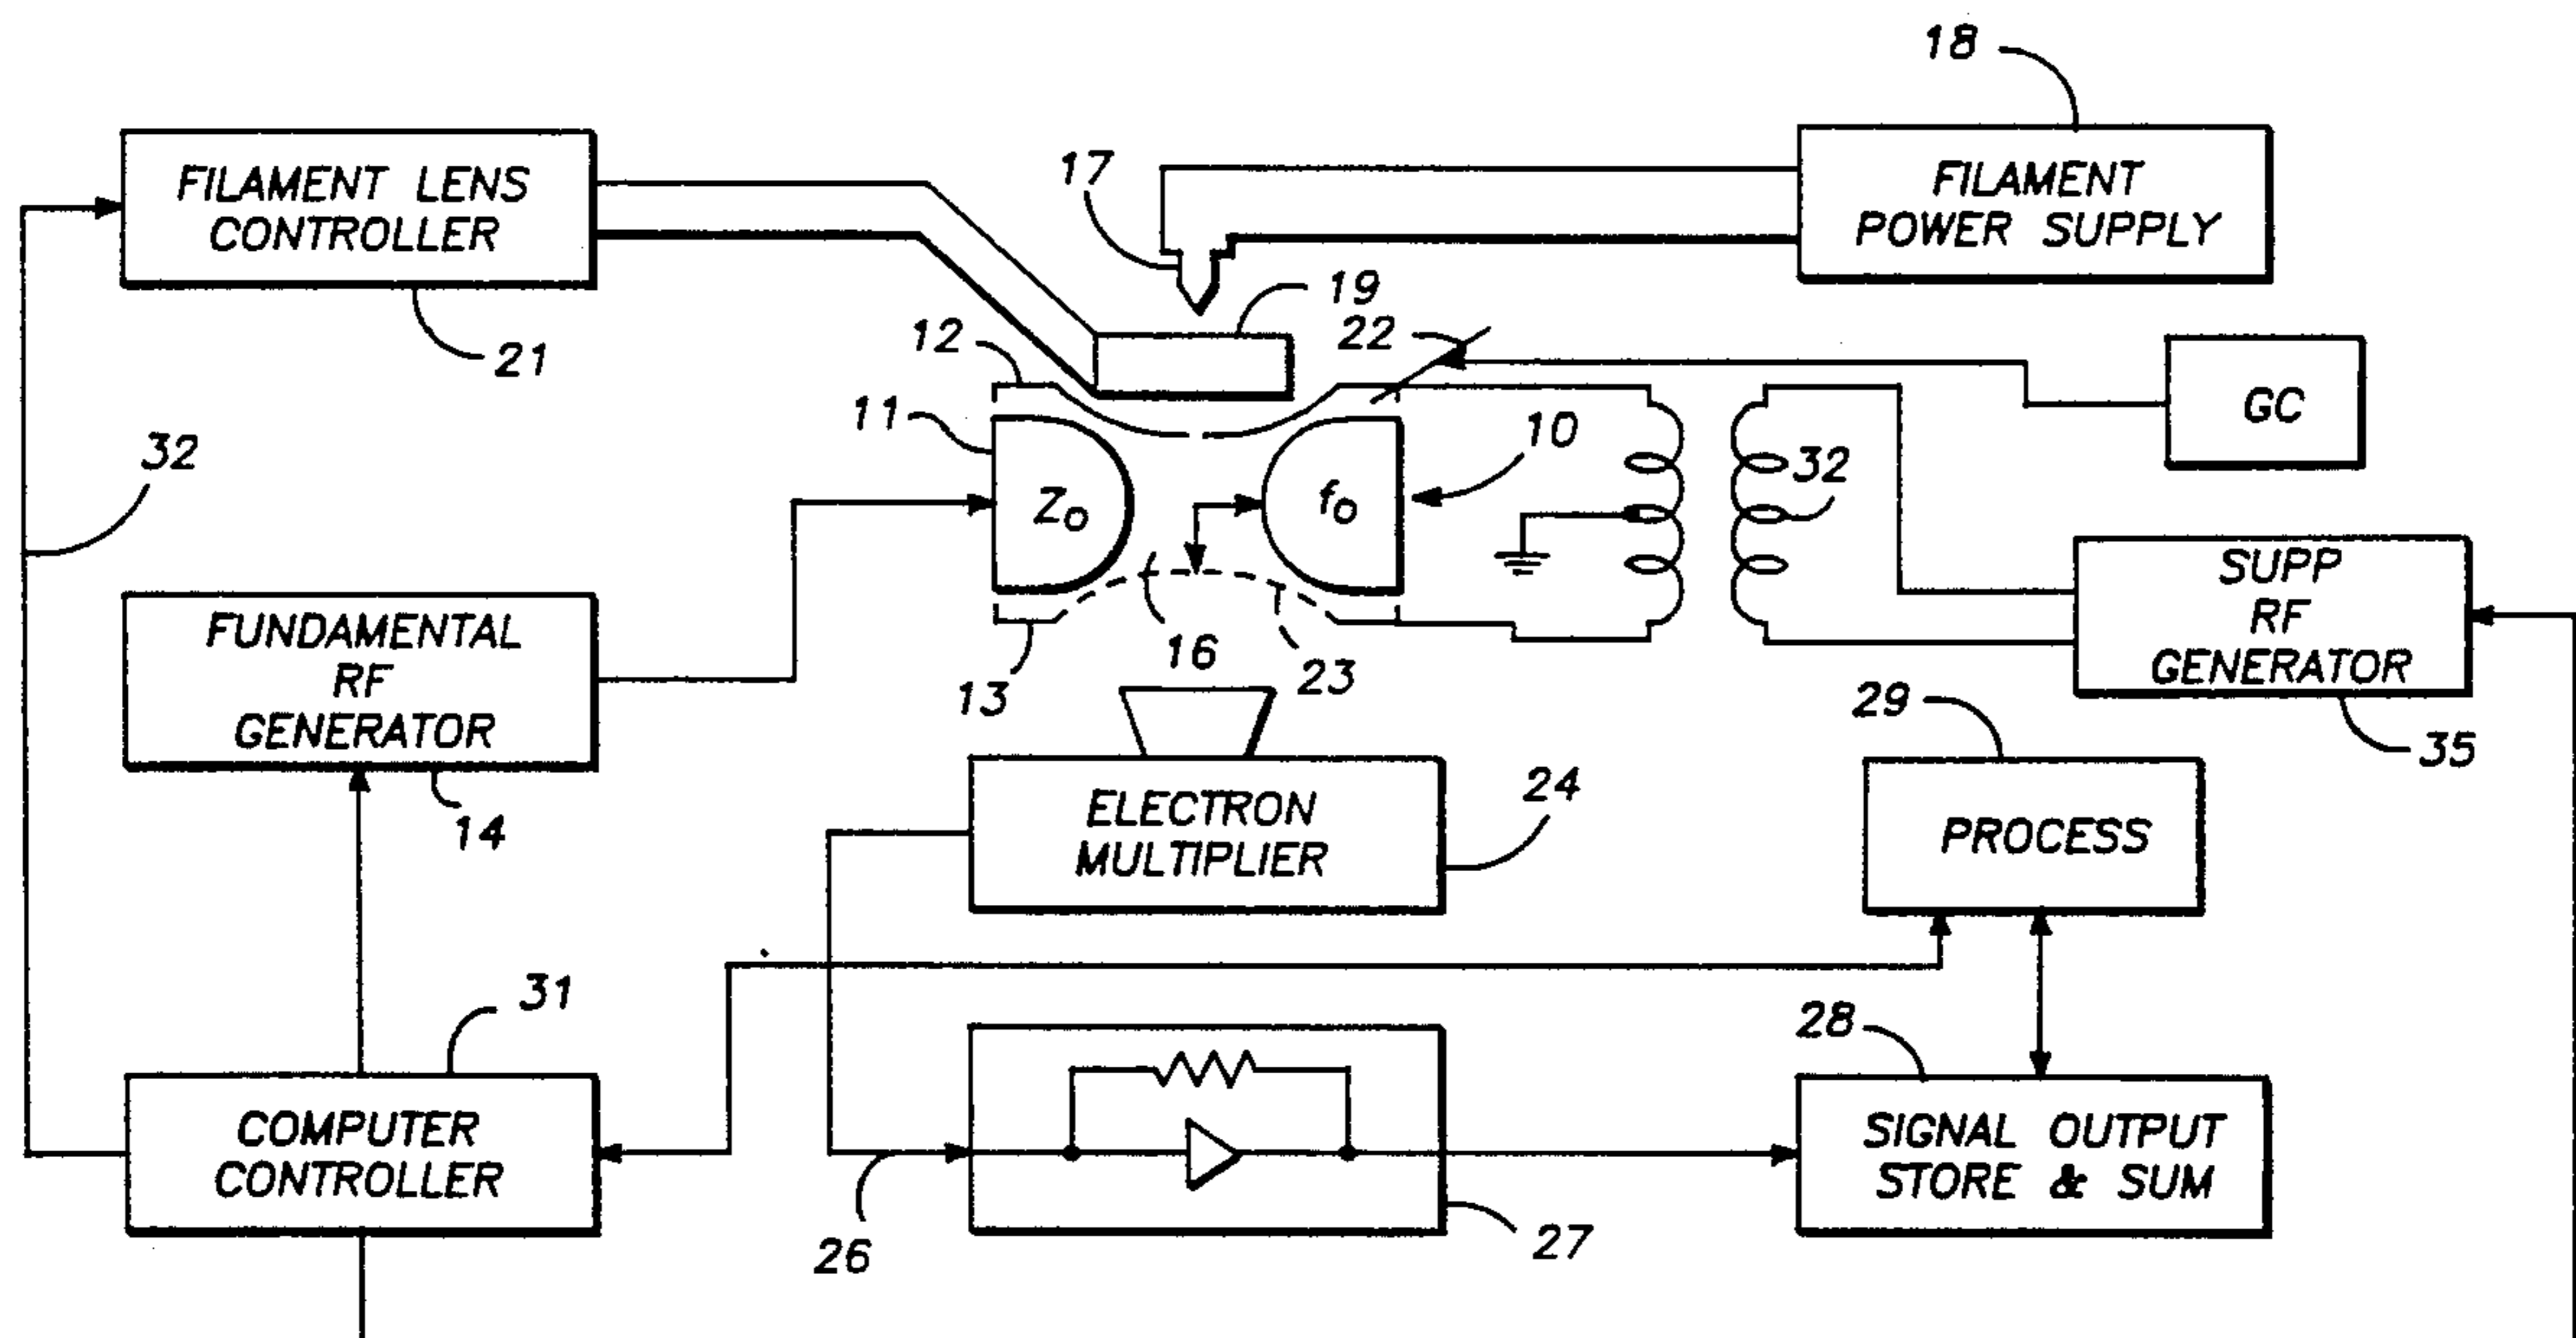 18
FILAMENT LENS
CONTROLLER
17
FILAMENT
POWER SUPPLY
19
12
22
21
GC
11
10
32
32
Zo
fo
SUPP
RF
GENERATOR
FUNDAMENTAL
RF
GENERATOR
16
23
13
29
35
14
ELECTRON
MULTIPLIER
24
PROCESS
31
28
COMPUTER
CONTROLLER
SIGNAL OUTPUT
STORE & SUM
26
27